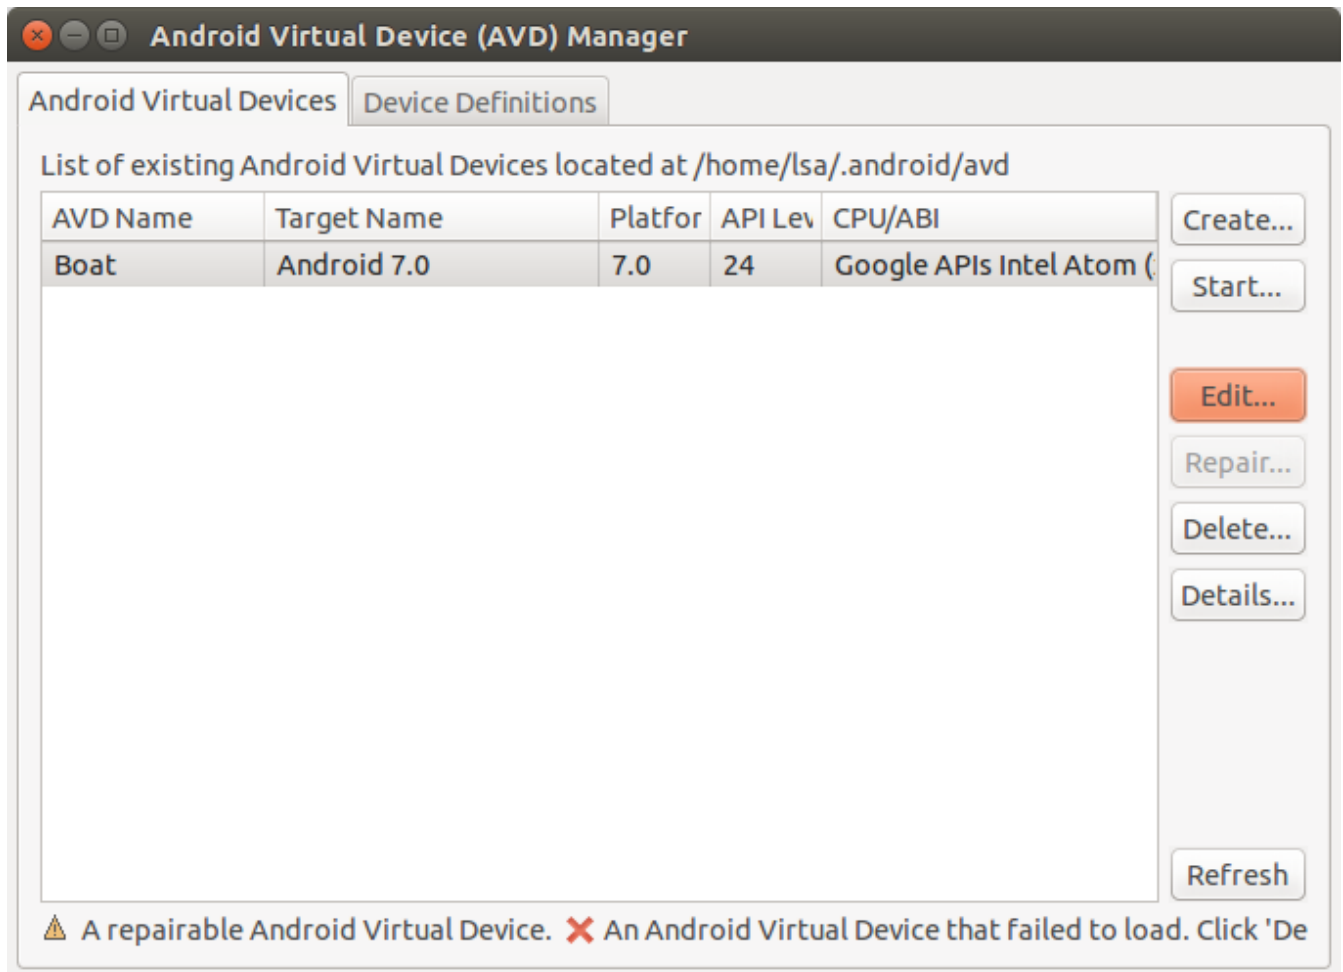 Android Virtual Device (AVD) Manager
Android Virtual Devices Device Definitions
List of existing Android Virtual Devices located at /home/lsa/.android/avd
AVD Name Target Name Platfor API Lev CPU/ABI
Boat Android 7.0 7.0 24 Google APIs Intel Atom (
Create...
Start...
Edit...
Repair...
Delete...
Details...
Refresh
A repairable Android Virtual Device. An Android Virtual Device that failed to load. Click 'De